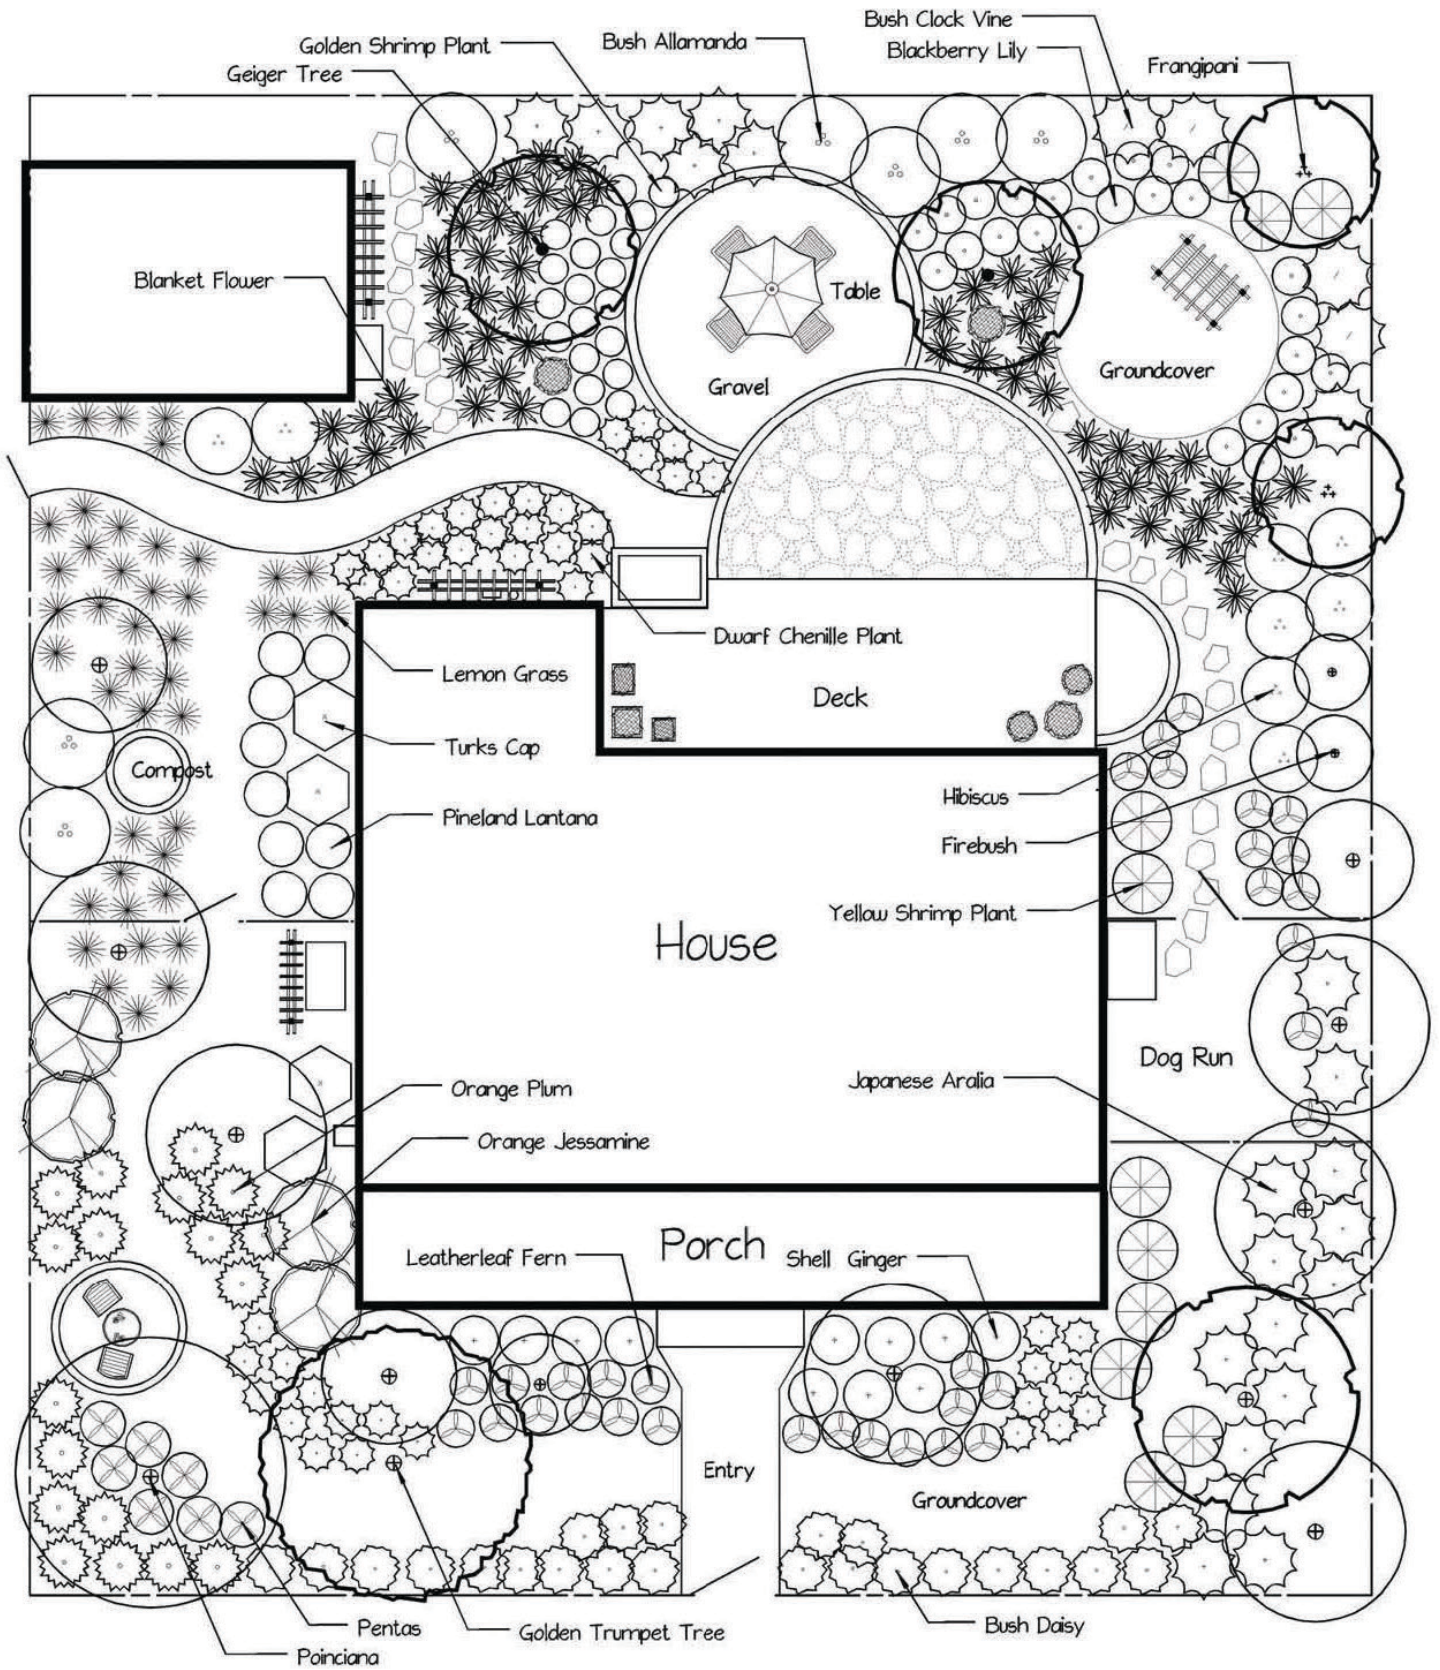 Bush Clock Vine
Golden Shrimp Plant
Bush Allamanda
Blackberry Lily
Geiger Tree
Frangipani
Blanket Flower
Table
Groundcover
Gravel
Dwarf Chenille Plant
Lemon Grass
Deck
Turks Cap
Compost
Hibiscus
Pineland Lantana
Firebush
Yellow Shrimp Plant
House
Dog Run
Japanese Aralia
Orange Plum
Orange Jessamine
Porch
Leatherleaf Fern
Shell Ginger
Entry
Groundcover
Pentas
Golden Trumpet Tree
Bush Daisy
Poinciana